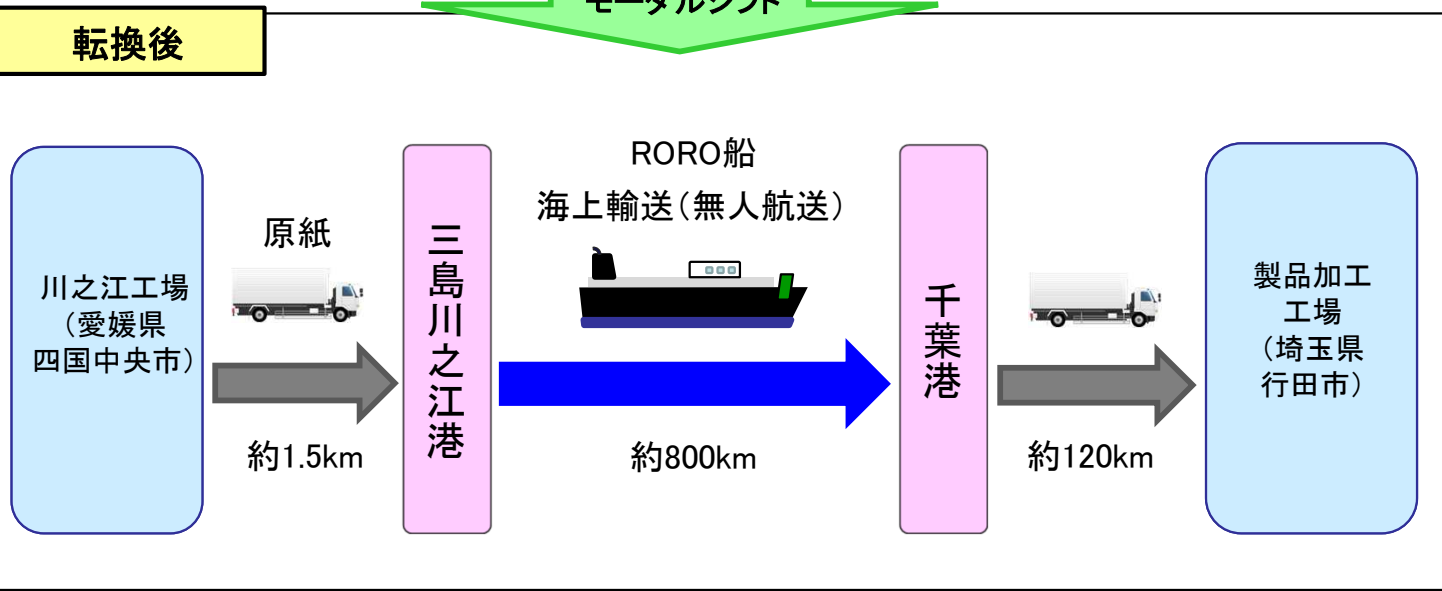 モーダルシフト
転換後
川之江工場
（愛媛県
四国中央市）
原紙
約1.5km
三島川之江港
RORO船
海上輸送（無人航送）
約800km
千葉港
約120km
製品加工
工場
（埼玉県
行田市）